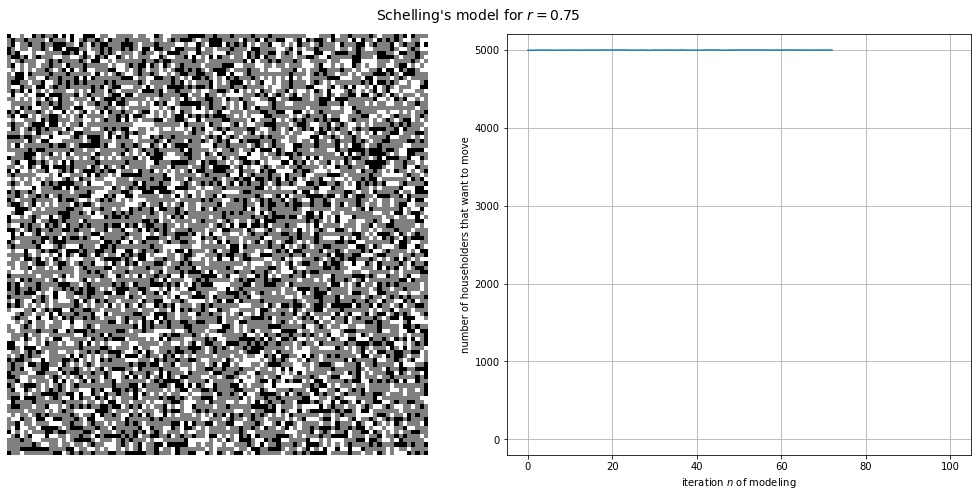 Schelling's model for r = 0.75
number of householders that want to move
5000
4000
3000
2000
1000
0
0 20 40 60 80 100
iteration n of modeling